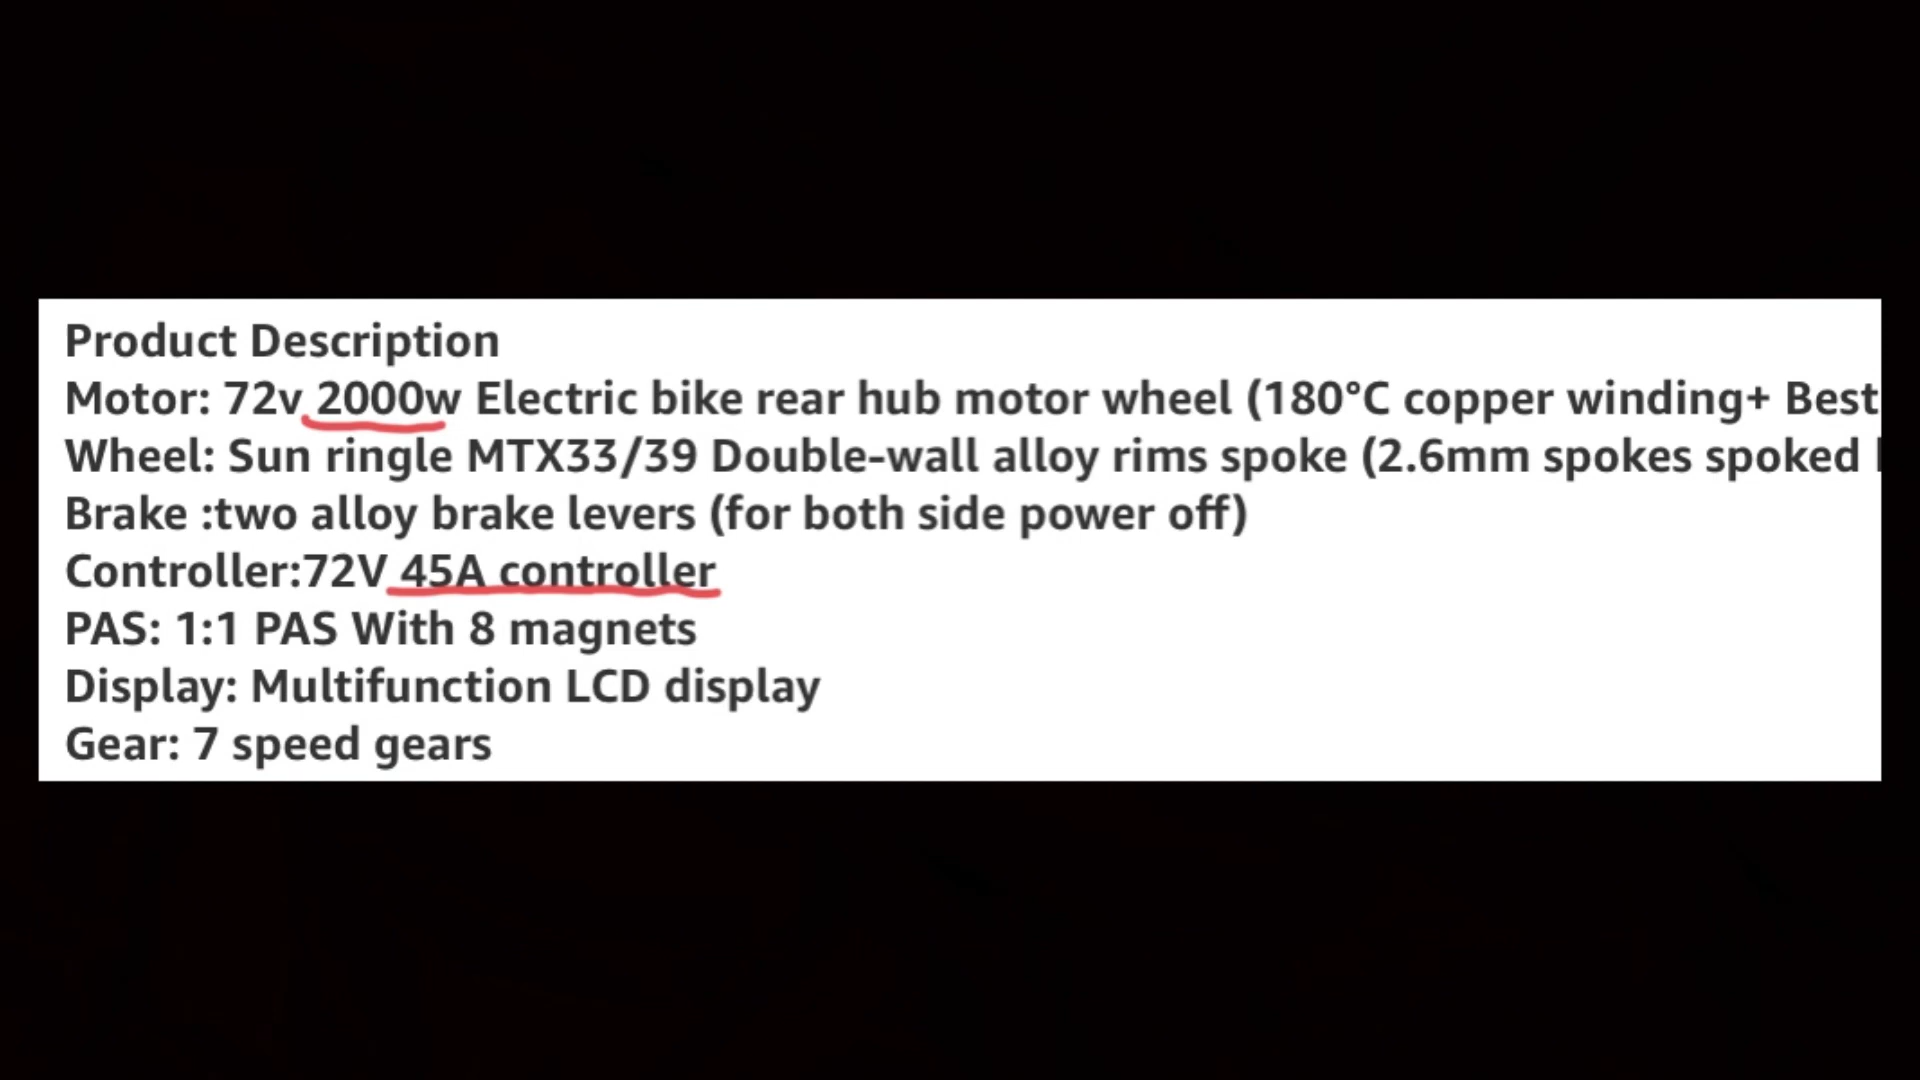 Product Description
Motor: 72v 2000w Electric bike rear hub motor wheel (180°C copper winding+ Best
Wheel: Sun ringle MTX33/39 Double-wall alloy rims spoke (2.6mm spokes spoked
Brake :two alloy brake levers (for both side power off)
Controller:72V 45A controller
PAS: 1:1 PAS With 8 magnets
Display: Multifunction LCD display
Gear: 7 speed gears